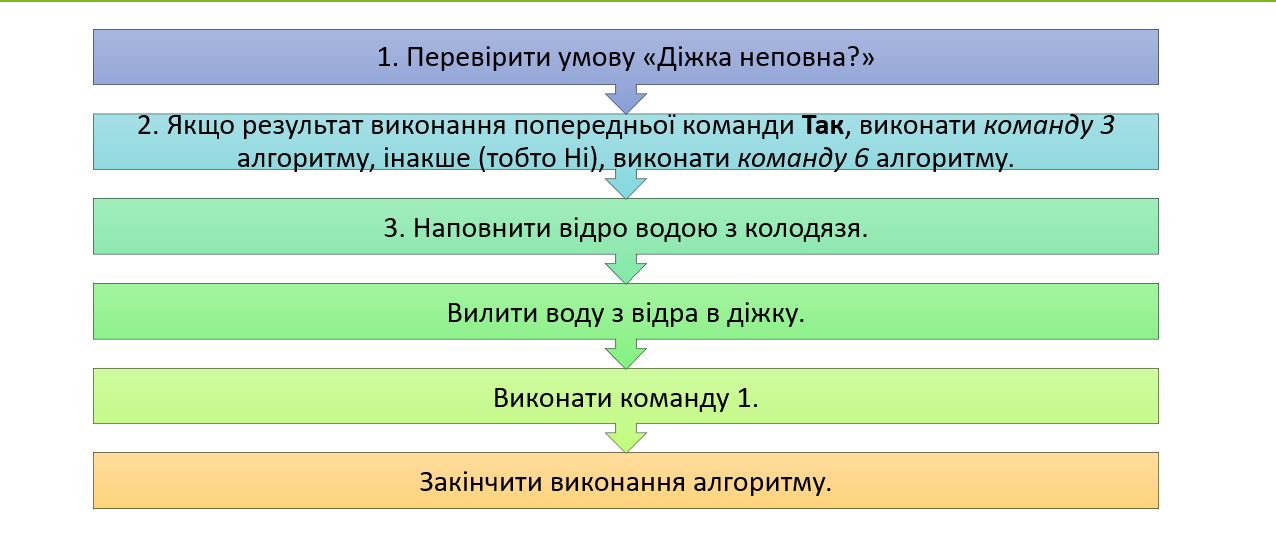 1. Перевірити умову «Діжка неповна?»
2. Якщо результат виконання попередньої команди Так, виконати команду 3
алгоритму, інакше (тобто Ні), виконати команду 6 алгоритму.
3. Наповнити відро водою з колодязя.
Вилити воду з відра в діжку.
Виконати команду 1.
Закінчити виконання алгоритму.